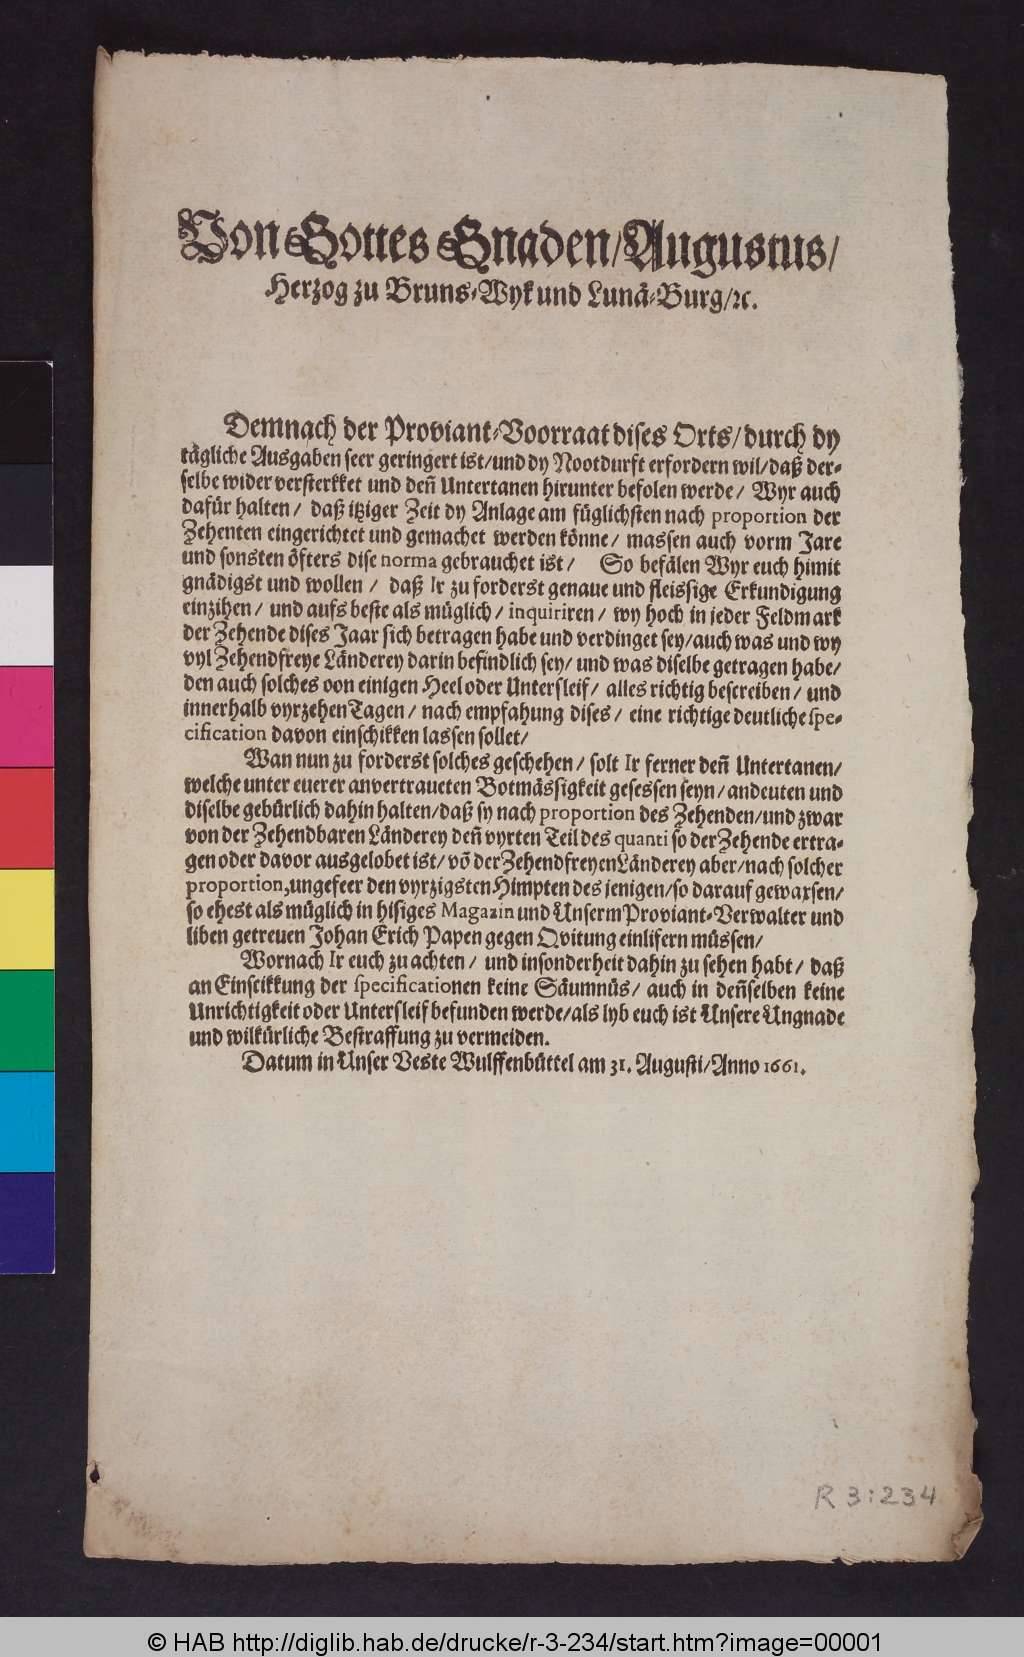 Von Gottes Gnaden/Augustus/
Herzog zu Bruns-Wyk und Lunä-Burg/ꝛc.
Demnach der Proviant-Voorraat dises Orts/durch dy
tägliche Ausgaben seer geringert ist/und dy Nootdurft erfordern wil/daß der-
selbe wider versterkket und den̄ Untertanen hirunter befolen werde/ Wyr auch
dafür halten/ daß itziger Zeit dy Anlage am füglichsten nach proportion der
Zehenten eingerichtet und gemachet werden könne/ massen auch vorm Jare
und sonsten öfters dise norma gebrauchet ist/ So befälen Wyr euch himit
gnädigst und wollen/ daß Ir zu forderst genaue und fleissige Erkundigung
einzihen/ und aufs beste als müglich/ inquiriren/ wy hoch in jeder Feldmark
der Zehende dises Jaar sich betragen habe und verdinget sey/auch was und wy
vyl Zehendfreye Länderey darin befindlich sey/ und was diselbe getragen habe/
den auch solches oon einigen Heel oder Untersleif/ alles richtig bescreiben/ und
innerhalb vyrzehen Tagen/ nach empfahung dises/ eine richtige deutliche spe-
cification davon einschikken lassen sollet/
Wan nun zu forderst solches geschehen/ solt Ir ferner den̄ Untertanen/
welche unter euerer anvertraueten Botmässigkeit gesessen seyn/andeuten und
diselbe gebürlich dahin halten/daß sy nach proportion des Zehenden/und zwar
von der Zehendbaren Länderey den̄ vyrten Teil des quanti so der Zehende ertra-
gen oder davor ausgelobet ist/ vō der Zehendfreyen Länderey aber/nach solcher
proportion, ungefeer den vyrzigsten Himpten des jenigen/so darauf gewaxsen/
so ehest als müglich in hisiges Magazin und Unserm Proviant-Verwalter und
liben getreuen Johan Erich Papen gegen Qvitung einlifern müssen/
Wornach Ir euch zu achten/ und insonderheit dahin zu sehen habt/ daß
an Einscikkung der specificationen keine Säumnüs/ auch in den̄selben keine
Unrichtigkeit oder Untersleif befunden werde/als lyb euch ist Unsere Ungnade
und wilkürliche Bestraffung zu vermeiden.
Datum in Unser Veste Wulffenbüttel am 31. Augusti/Anno 1661.
R 3:234
© HAB http://diglib.hab.de/drucke/r-3-234/start.htm?image=00001